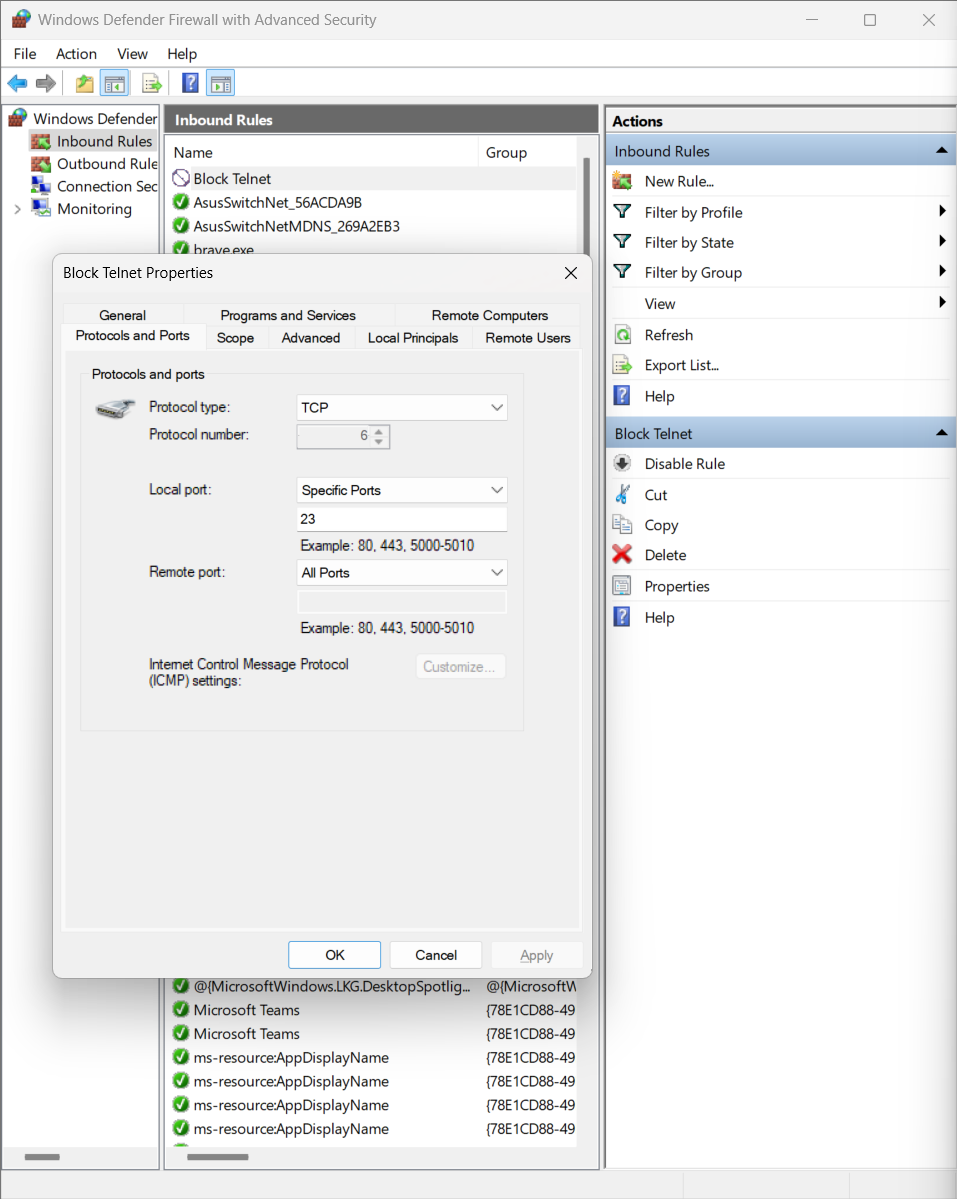 Windows Defender Firewall with Advanced Security
File Action View Help
Windows Defender
Inbound Rules
Outbound Rule
Connection Sec
Monitoring
Inbound Rules
Name Group
Block Telnet
AsusSwitchNet_56ACDA9B
AsusSwitchNetMDNS_269A2EB3
brave.exe
Block Telnet Properties
General Programs and Services Remote Computers
Protocols and Ports Scope Advanced Local Principals Remote Users
Protocols and ports
Protocol type: TCP
Protocol number: 6
Local port: Specific Ports
23
Example: 80, 443, 5000-5010
Remote port: All Ports
Example: 80, 443, 5000-5010
Internet Control Message Protocol
(ICMP) settings:
Customize...
OK Cancel Apply
@{MicrosoftWindows.LKG.DesktopSpotlig... @{MicrosoftW
Microsoft Teams {78E1CD88-49
Microsoft Teams {78E1CD88-49
ms-resource:AppDisplayName {78E1CD88-49
ms-resource:AppDisplayName {78E1CD88-49
ms-resource:AppDisplayName {78E1CD88-49
ms-resource:AppDisplayName {78E1CD88-49
Actions
Inbound Rules
New Rule...
Filter by Profile
Filter by State
Filter by Group
View
Refresh
Export List...
Help
Block Telnet
Disable Rule
Cut
Copy
Delete
Properties
Help